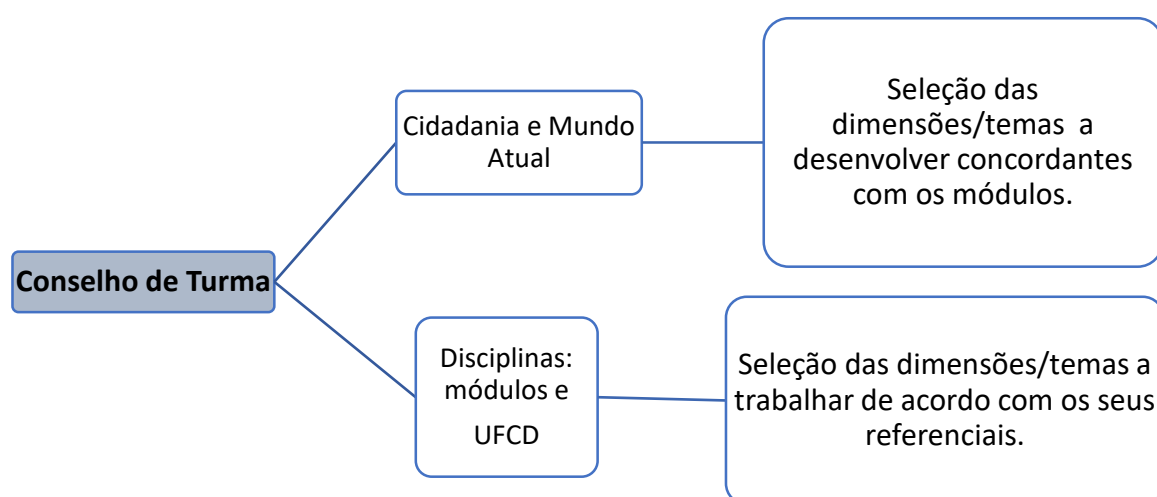 Conselho de Turma
Cidadania e Mundo
Atual
Seleção das
dimensões/temas a
desenvolver concordantes
com os módulos.
Disciplinas:
módulos e
UFCD
Seleção das dimensões/temas a
trabalhar de acordo com os seus
referenciais.